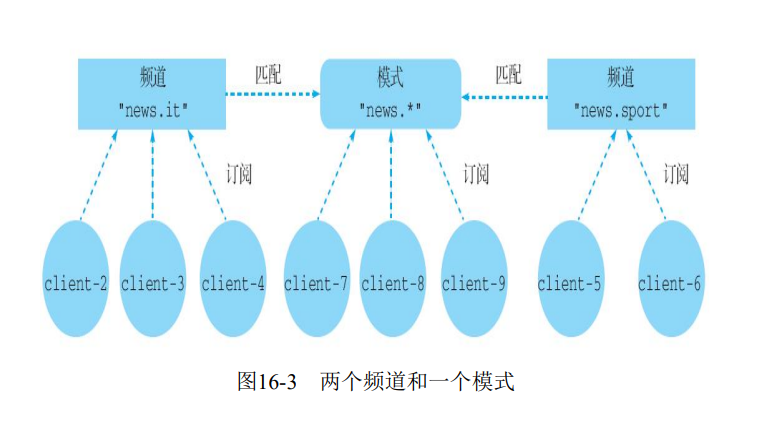 频道
"news.it"
匹配
模式
"news.*"
匹配
频道
"news.sport"
订阅
订阅
订阅
client-2
client-3
client-4
client-7
client-8
client-9
client-5
client-6
图16-3 两个频道和一个模式